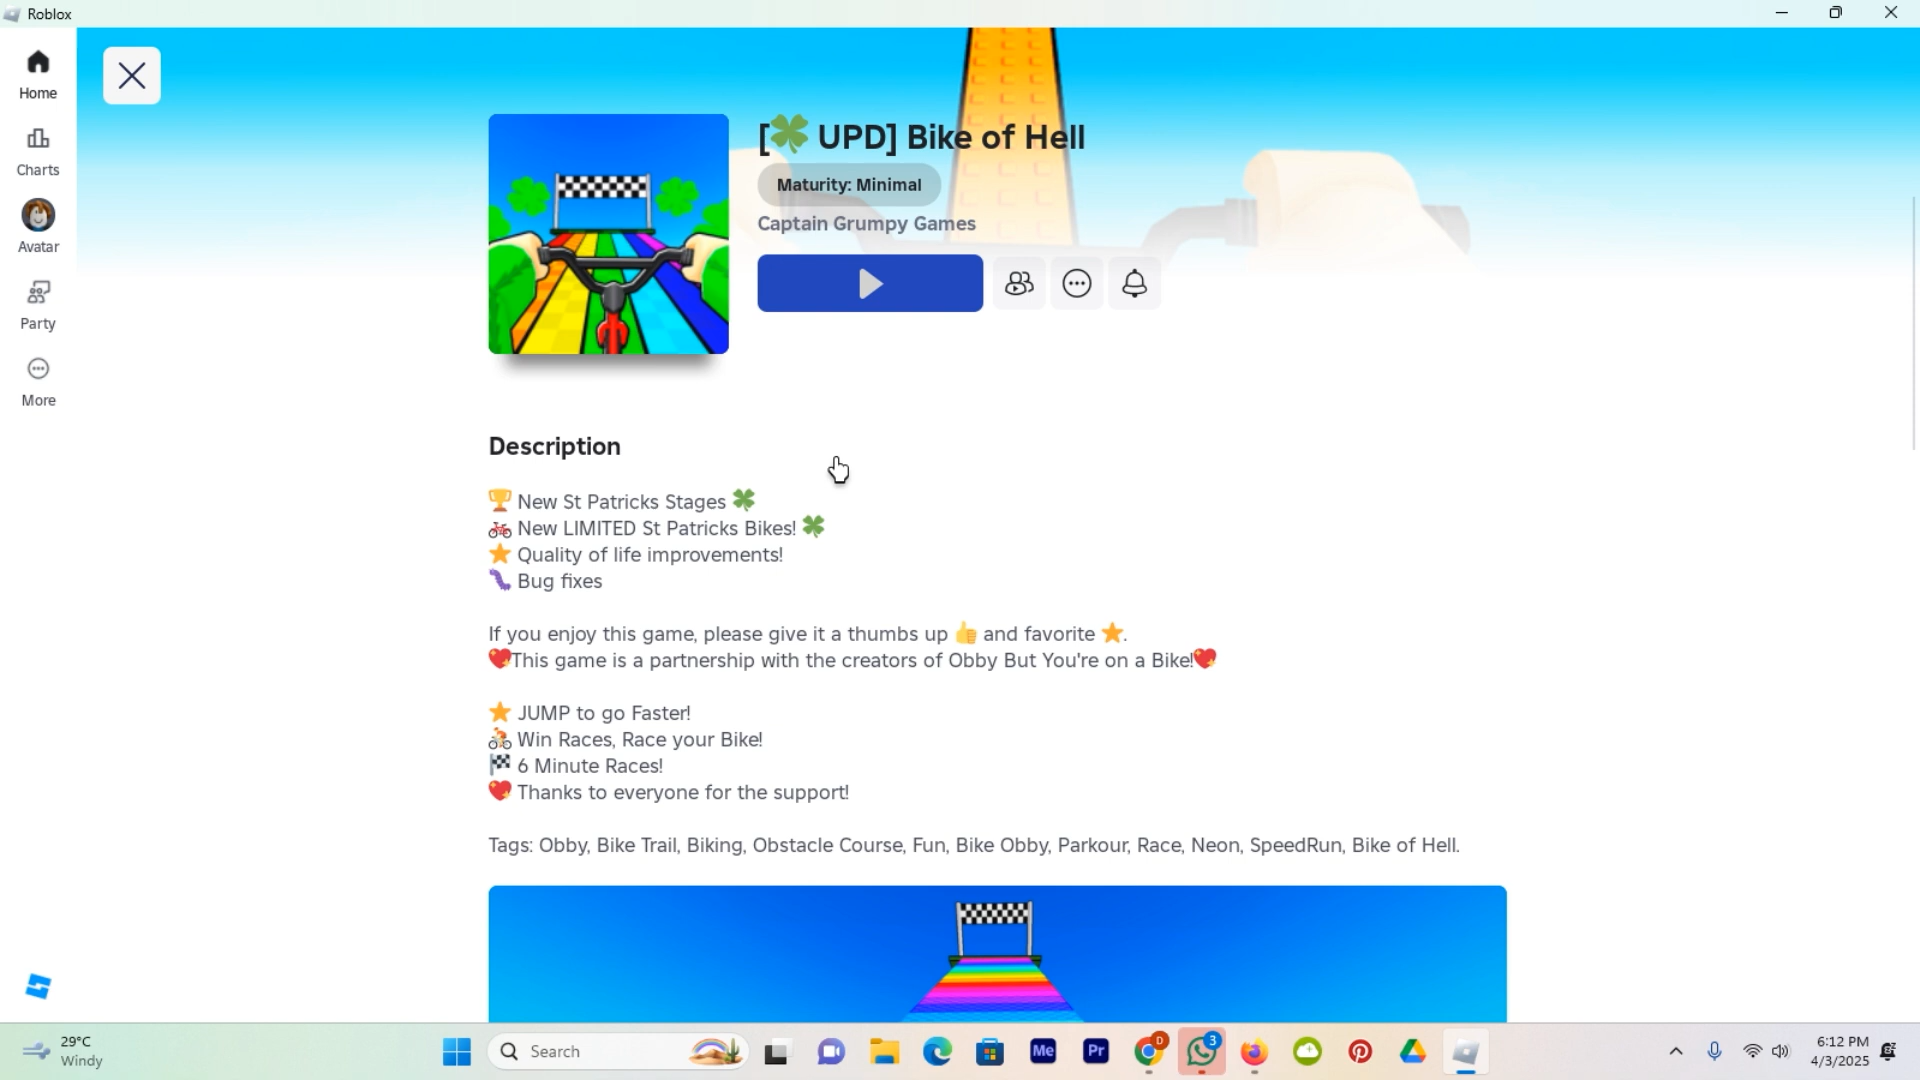 Roblox
Home
Charts
Avatar
Party
More
[🍀 UPD] Bike of Hell
Maturity: Minimal
Captain Grumpy Games
Description
🏆 New St Patricks Stages 🍀
🚲 New LIMITED St Patricks Bikes! 🍀
⭐ Quality of life improvements!
🐛 Bug fixes
If you enjoy this game, please give it a thumbs up 👍 and favorite ⭐.
💖This game is a partnership with the creators of Obby But You're on a Bike!💖
⭐ JUMP to go Faster!
🚴 Win Races, Race your Bike!
🏁 6 Minute Races!
💖 Thanks to everyone for the support!
Tags: Obby, Bike Trail, Biking, Obstacle Course, Fun, Bike Obby, Parkour, Race, Neon, SpeedRun, Bike of Hell.
29°C
Windy
Search
Me
Pr
D
3
6:12 PM
4/3/2025